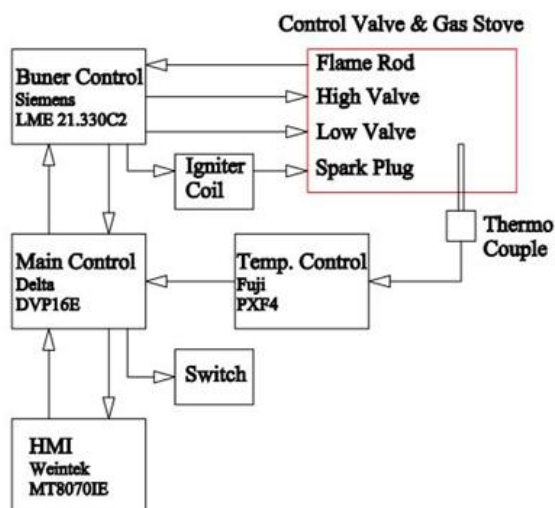 Control Valve & Gas Stove
Buner Control
Siemens
LME 21.330C2
Flame Rod
High Valve
Low Valve
Spark Plug
Igniter
Coil
Thermo
Couple
Main Control
Delta
DVP16E
Temp. Control
Fuji
PXF4
Switch
HMI
Weintek
MT8070IE